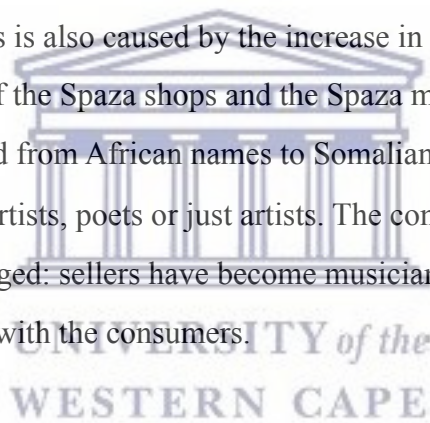 s is also caused by the increase in
f the Spaza shops and the Spaza m
d from African names to Somalian
rtists, poets or just artists. The con
ged: sellers have become musician
with the consumers.
UNIVERSITY of the
WESTERN CAPE